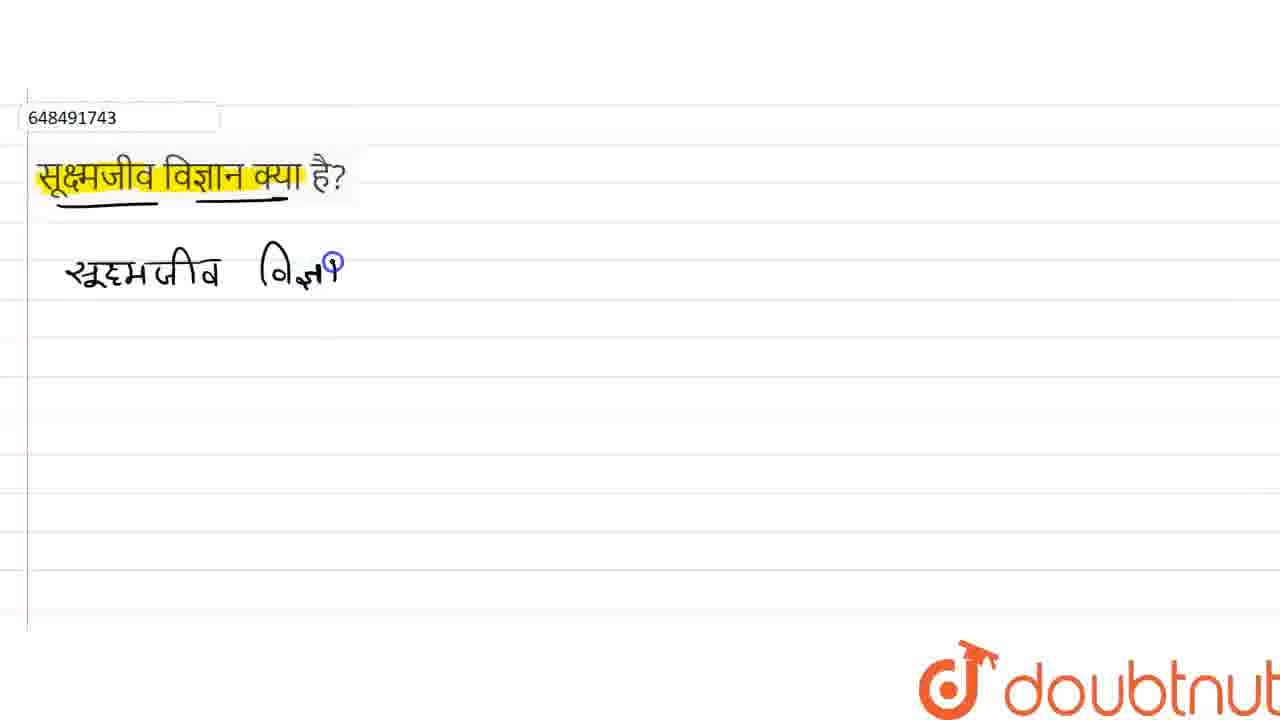 648491743
सूक्ष्मजीव विज्ञान क्या है?
सूक्ष्मजीव विज्ञा
doubtnut